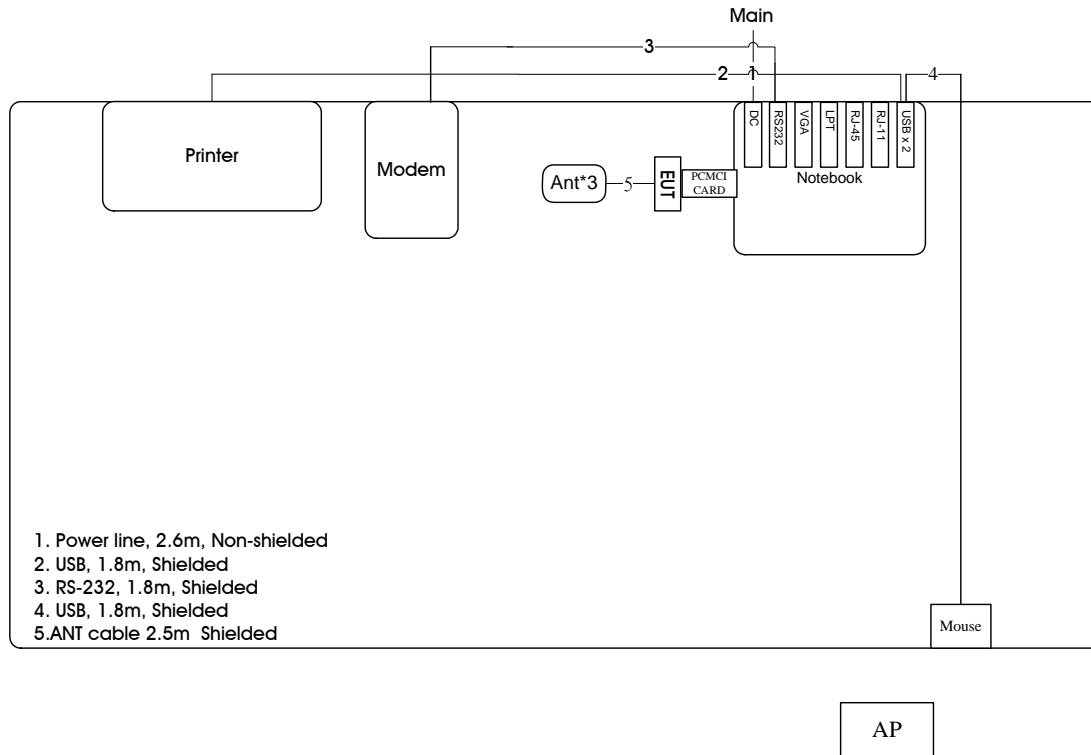 Main
3
2
1
4
Printer
Modem
DC
RS232
VGA
LPT
RJ-45
RJ-11
USB x 2
Notebook
Ant*3
5
EUT
PCMCI
CARD
1. Power line, 2.6m, Non-shielded
2. USB, 1.8m, Shielded
3. RS-232, 1.8m, Shielded
4. USB, 1.8m, Shielded
5.ANT cable 2.5m Shielded
Mouse
AP